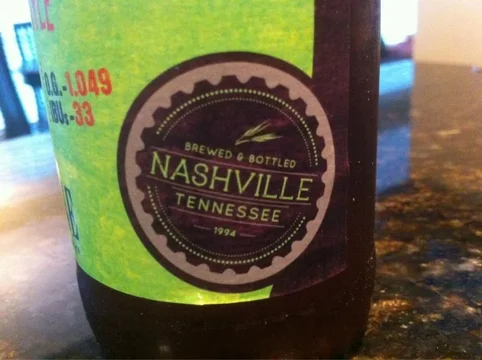 O.G.-1.049
IBU:-33
BREWED & BOTTLED
NASHVILLE
TENNESSEE
1994